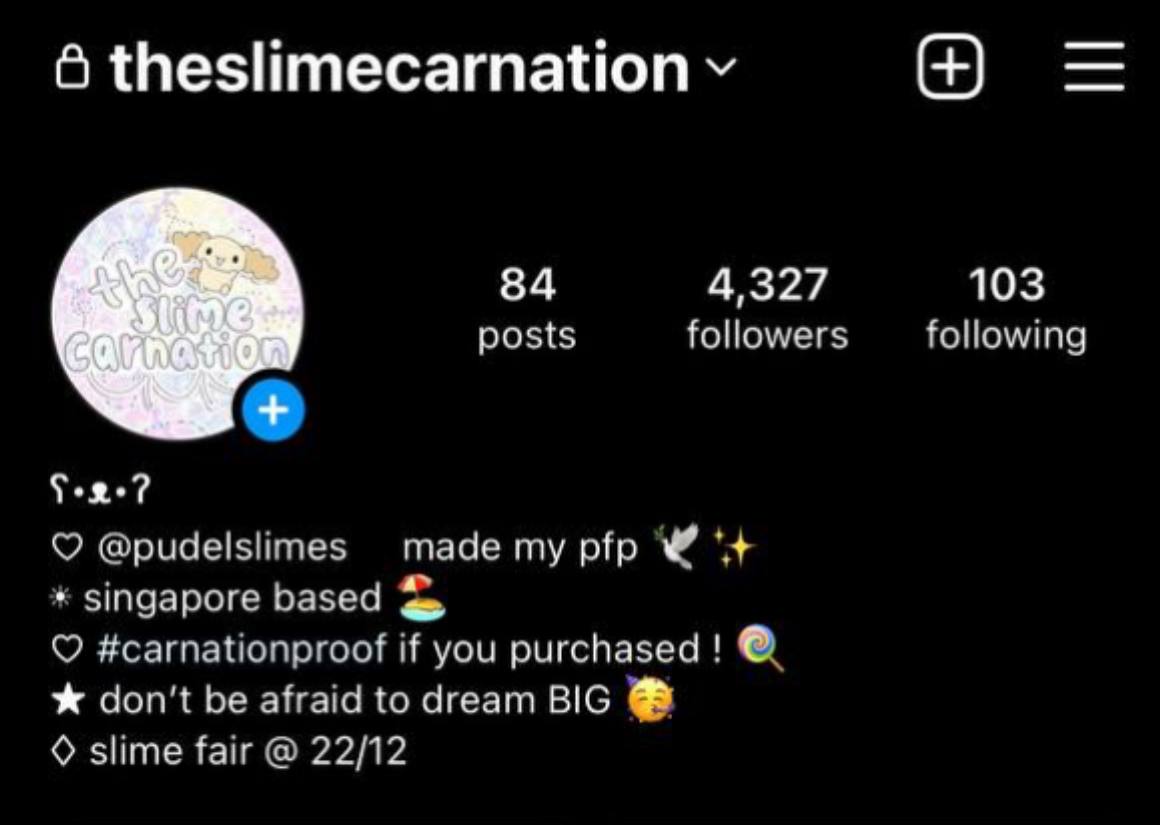 theslimecarnation
the
slime
carnation
84
posts
4,327
followers
103
following
ʕ•ᴥ•ʔ
♡ @pudelslimes made my pfp 🕊️ ✨
☀ singapore based 🏖️
♡ #carnationproof if you purchased ! 🍭
★ don't be afraid to dream BIG 🥳
◇ slime fair @ 22/12